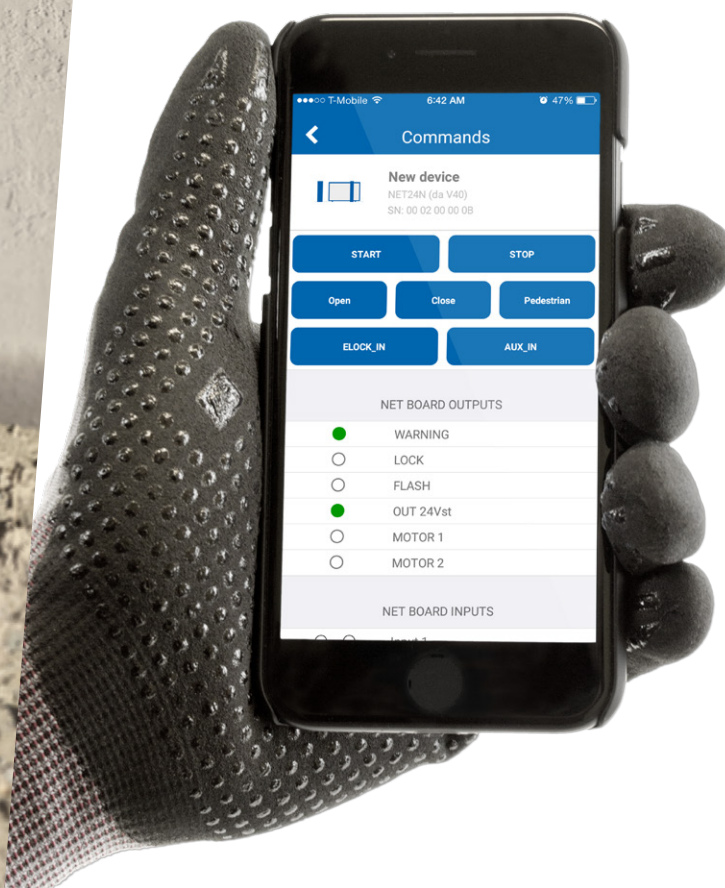 T-Mobile 6:42 AM 47%
Commands
New device
NET24N (da V40)
SN: 00 02 00 00 0B
START STOP
Open Close Pedestrian
ELOCK_IN AUX_IN
NET BOARD OUTPUTS
WARNING
LOCK
FLASH
OUT 24Vst
MOTOR 1
MOTOR 2
NET BOARD INPUTS
Input 1